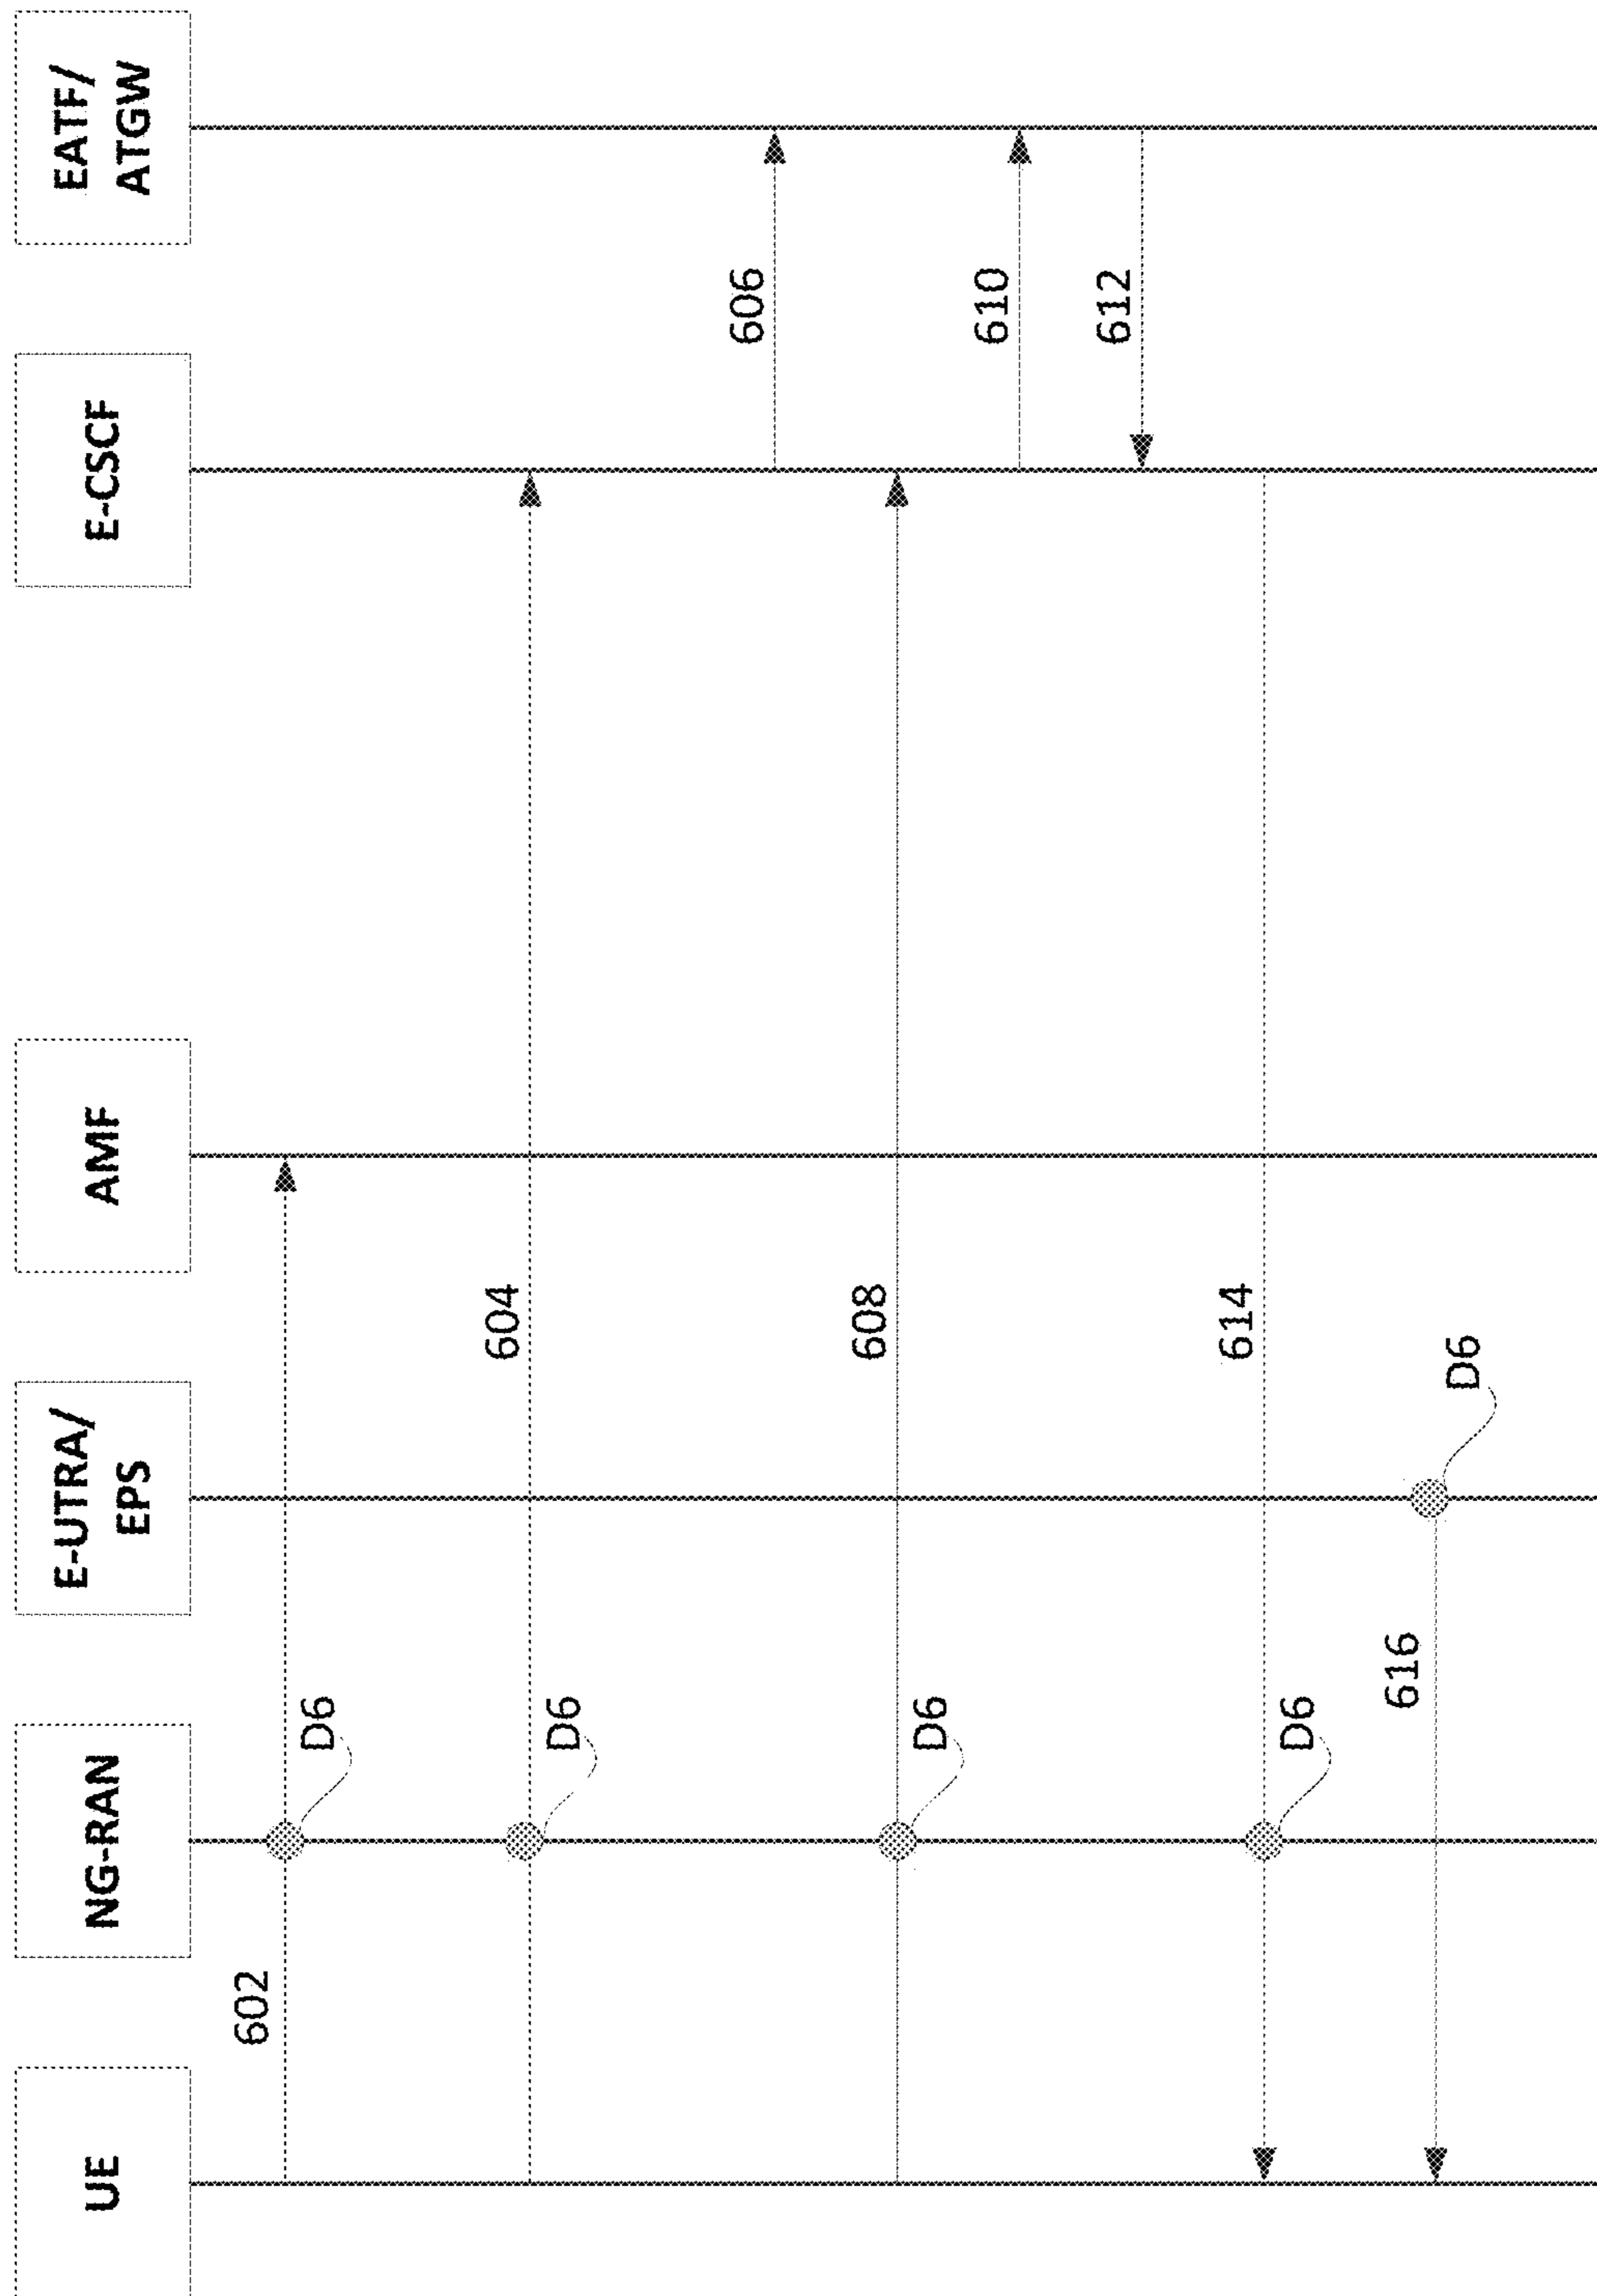 UE
NG-RAN
E-UTRA/
EPS
AMF
E-CSCF
EATF/
ATGW
602
D6
604
D6
606
608
D6
610
612
614
D6
616
D6